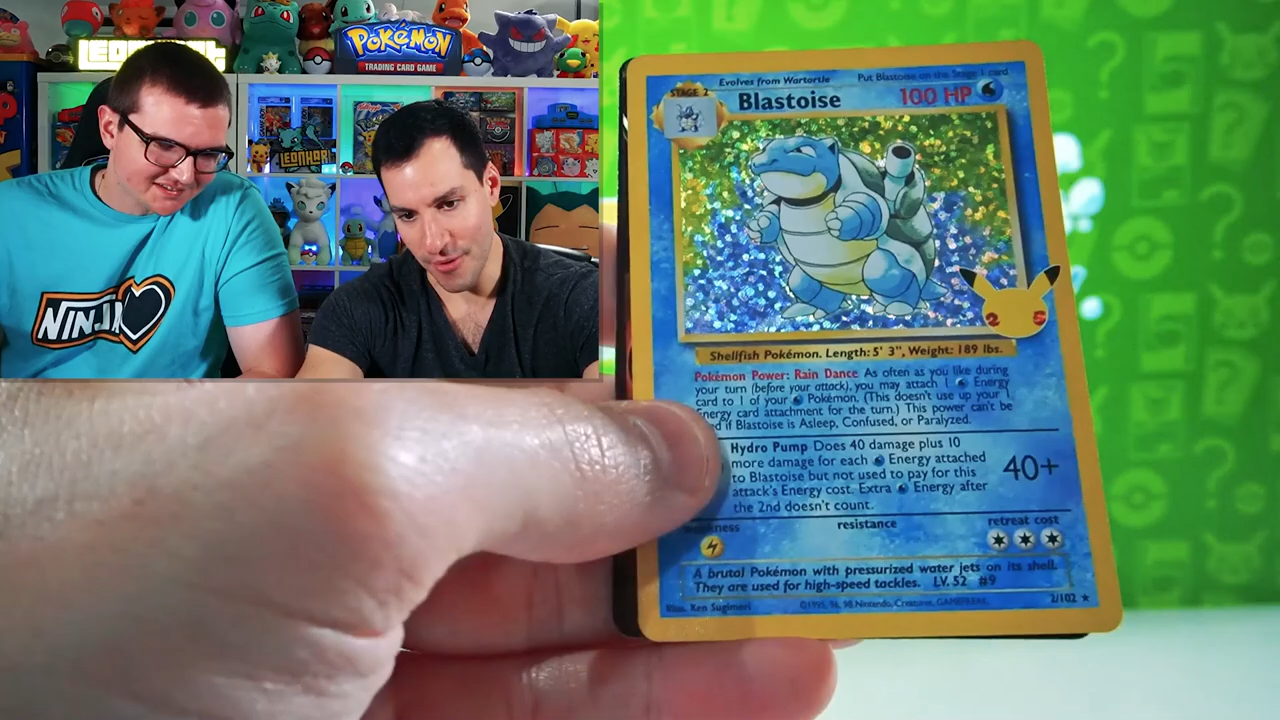 LEONHART
Pokémon
TRADING CARD GAME
LEONHART
NINJ
Evolves from Wartortle
Put Blastoise on the Stage 1 card
STAGE 2
Blastoise
100 HP
25
Shellfish Pokémon. Length: 5' 3", Weight: 189 lbs.
Pokémon Power: Rain Dance As often as you like during
your turn (before your attack), you may attach 1 Energy
card to 1 of your Pokémon. (This doesn't use up your 1
energy card attachment for the turn.) This power can't be
if Blastoise is Asleep, Confused, or Paralyzed.
Hydro Pump Does 40 damage plus 10
more damage for each Energy attached
to Blastoise but not used to pay for this
attack's Energy cost. Extra Energy after
the 2nd doesn't count.
40+
resistance
retreat cost
A brutal Pokémon with pressurized water jets on its shell.
They are used for high-speed tackles. LV. 52 #9
Illus. Ken Sugimori
©1995, 96, 98 Nintendo, Creatures, GAMEFREAK.
2/102 ★